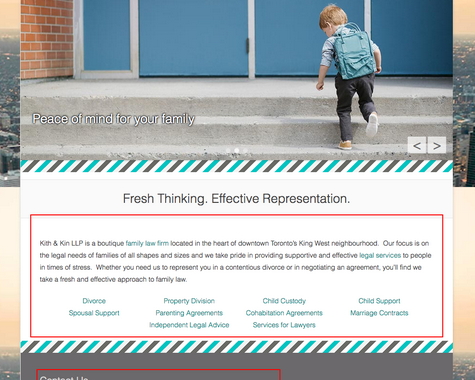 Peace of mind for your family
< >
Fresh Thinking. Effective Representation.
Kith & Kin LLP is a boutique family law firm located in the heart of downtown Toronto's King West neighbourhood. Our focus is on
the legal needs of families of all shapes and sizes and we take pride in providing supportive and effective legal services to people
in times of stress. Whether you need us to represent you in a contentious divorce or in negotiating an agreement, you'll find we
take a fresh and effective approach to family law.
Divorce Property Division Child Custody Child Support
Spousal Support Parenting Agreements Cohabitation Agreements Marriage Contracts
Independent Legal Advice Services for Lawyers
Contact Us